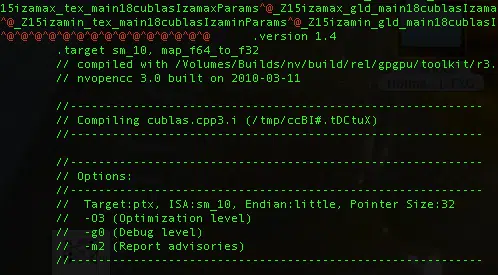 15izamax_tex_main18cublasIzamaxParams^@_Z15izamax_gld_main18cublasIzama
^@_Z15izamin_tex_main18cublasIzaminParams^@_Z15izamin_gld_main18cublasIzami
^@^@^@^@^@^@^@^@^@^@^@^@^@^@^@ .version 1.4
.target sm_10, map_f64_to_f32
// compiled with /Volumes/Builds/nv/build/rel/gpgpu/toolkit/r3.
// nvopencc 3.0 built on 2010-03-11
//-----------------------------------------------------------
// Compiling cublas.cpp3.i (/tmp/ccBI#.tDCtuX)
//-----------------------------------------------------------
//-----------------------------------------------------------
// Options:
//-----------------------------------------------------------
// Target:ptx, ISA:sm_10, Endian:little, Pointer Size:32
// -O3 (Optimization level)
// -g0 (Debug level)
// -m2 (Report advisories)
//-----------------------------------------------------------